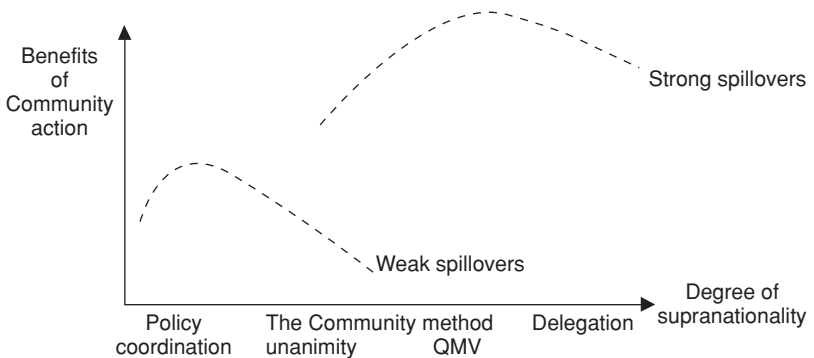 Benefits
of
Community
action
Strong spillovers
Weak spillovers
Degree of
supranationality
Policy
coordination
The Community method
unanimity QMV
Delegation